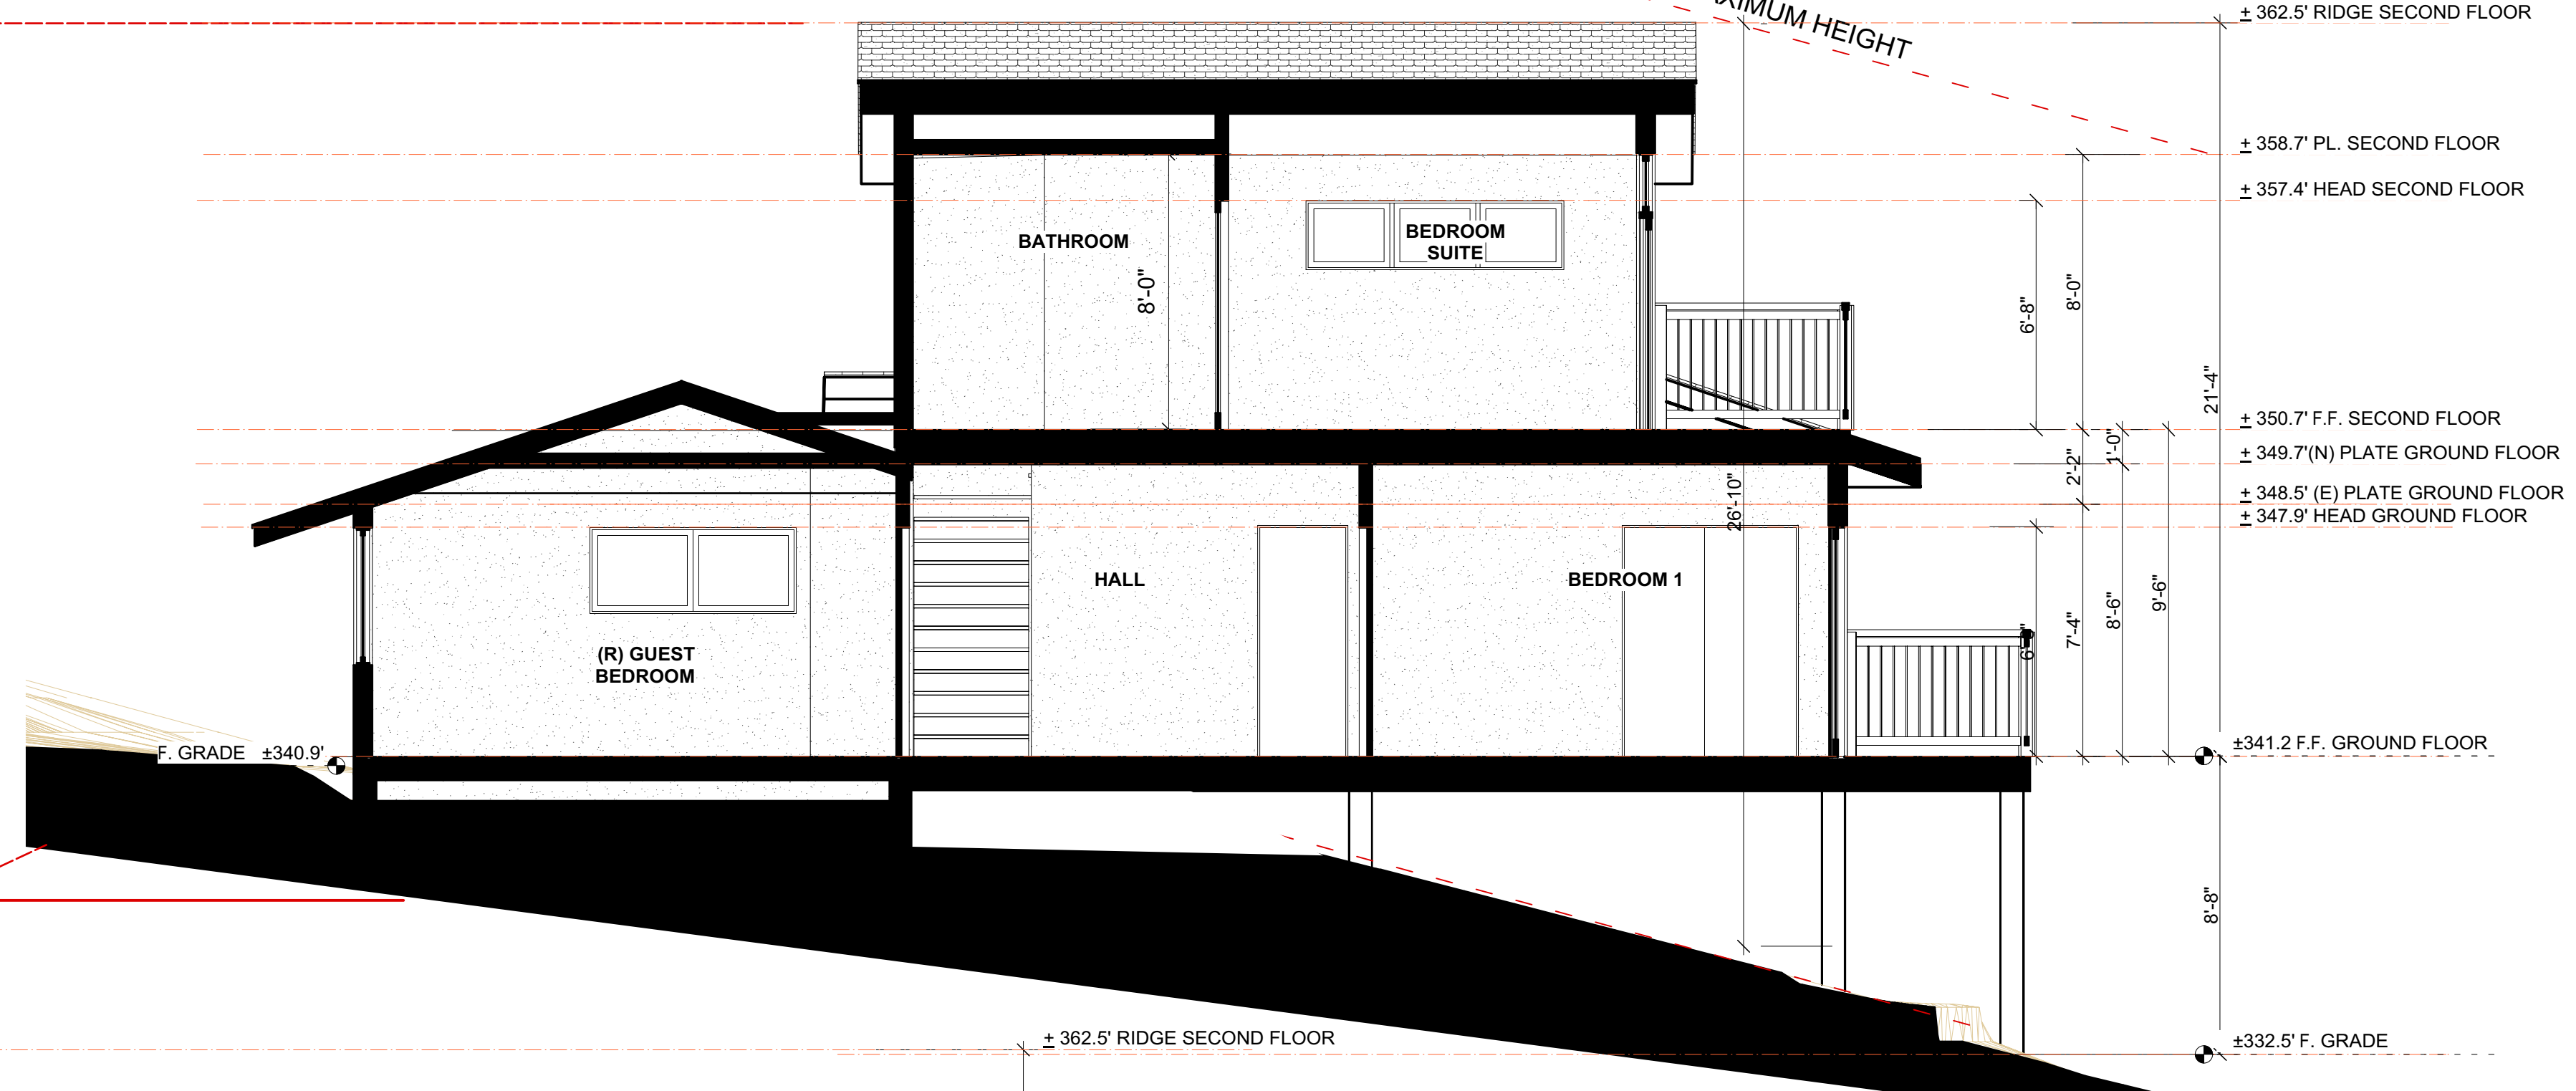 ± 362.5' RIDGE SECOND FLOOR
MAXIMUM HEIGHT
± 358.7' PL. SECOND FLOOR
± 357.4' HEAD SECOND FLOOR
BATHROOM
BEDROOM
SUITE
8'-0"
6'-8"
8'-0"
21'-4"
± 350.7' F.F. SECOND FLOOR
1'-0"
± 349.7'(N) PLATE GROUND FLOOR
2'-2"
26'-10"
± 348.5' (E) PLATE GROUND FLOOR
± 347.9' HEAD GROUND FLOOR
HALL
BEDROOM 1
9'-6"
8'-6"
7'-4"
(R) GUEST
BEDROOM
F. GRADE ±340.9'
±341.2 F.F. GROUND FLOOR
8'-8"
± 362.5' RIDGE SECOND FLOOR
±332.5' F. GRADE